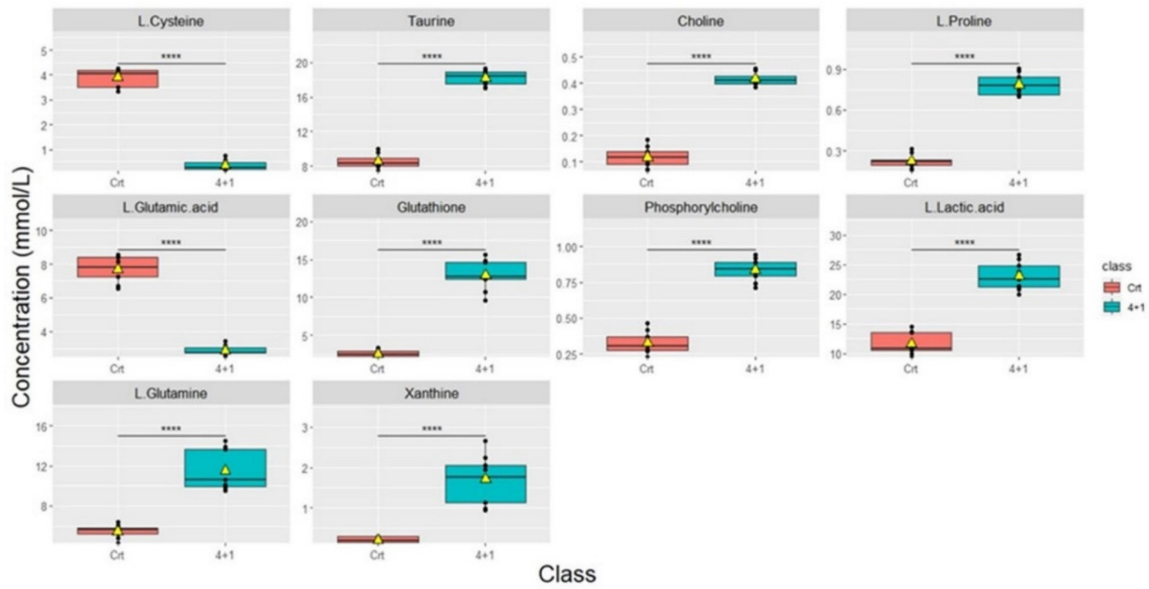 L.Cysteine
Taurine
Choline
L.Proline
5
4
3
2
1
****
Crt
4+1
20
16
12
8
****
Crt
4+1
0.5
0.4
0.3
0.2
0.1
****
Crt
4+1
0.9
0.6
0.3
****
Crt
4+1
L.Glutamic.acid
Glutathione
Phosphorylcholine
L.Lactic.acid
10
8
6
4
****
Crt
4+1
20
15
10
5
****
Crt
4+1
1.00
0.75
0.50
0.25
****
Crt
4+1
30
25
20
15
10
****
Crt
4+1
L.Glutamine
Xanthine
16
12
8
****
Crt
4+1
3
2
1
****
Crt
4+1
Concentration (mmol/L)
Class
class
Crt
4+1